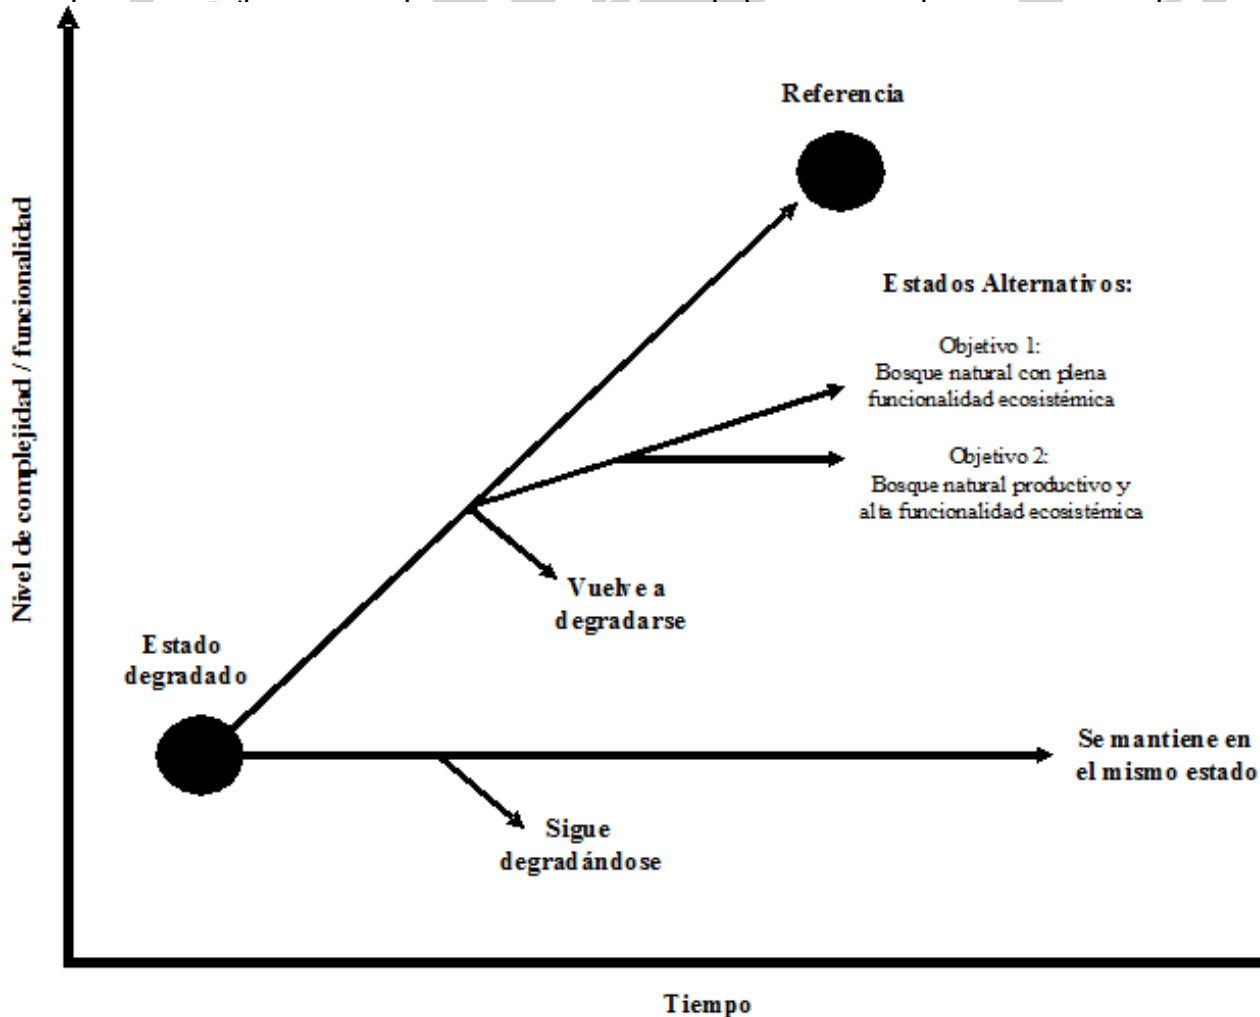 Referencia
Nivel de complejidad / funcionalidad
Estados Alternativos:
Objetivo 1:
Bosque natural con plena
funcionalidad ecosistémica
Objetivo 2:
Bosque natural productivo y
alta funcionalidad ecosistémica
Vuelve a
degradarse
Estado
degradado
Se mantiene en
el mismo estado
Sigue
degradándose
Tiempo